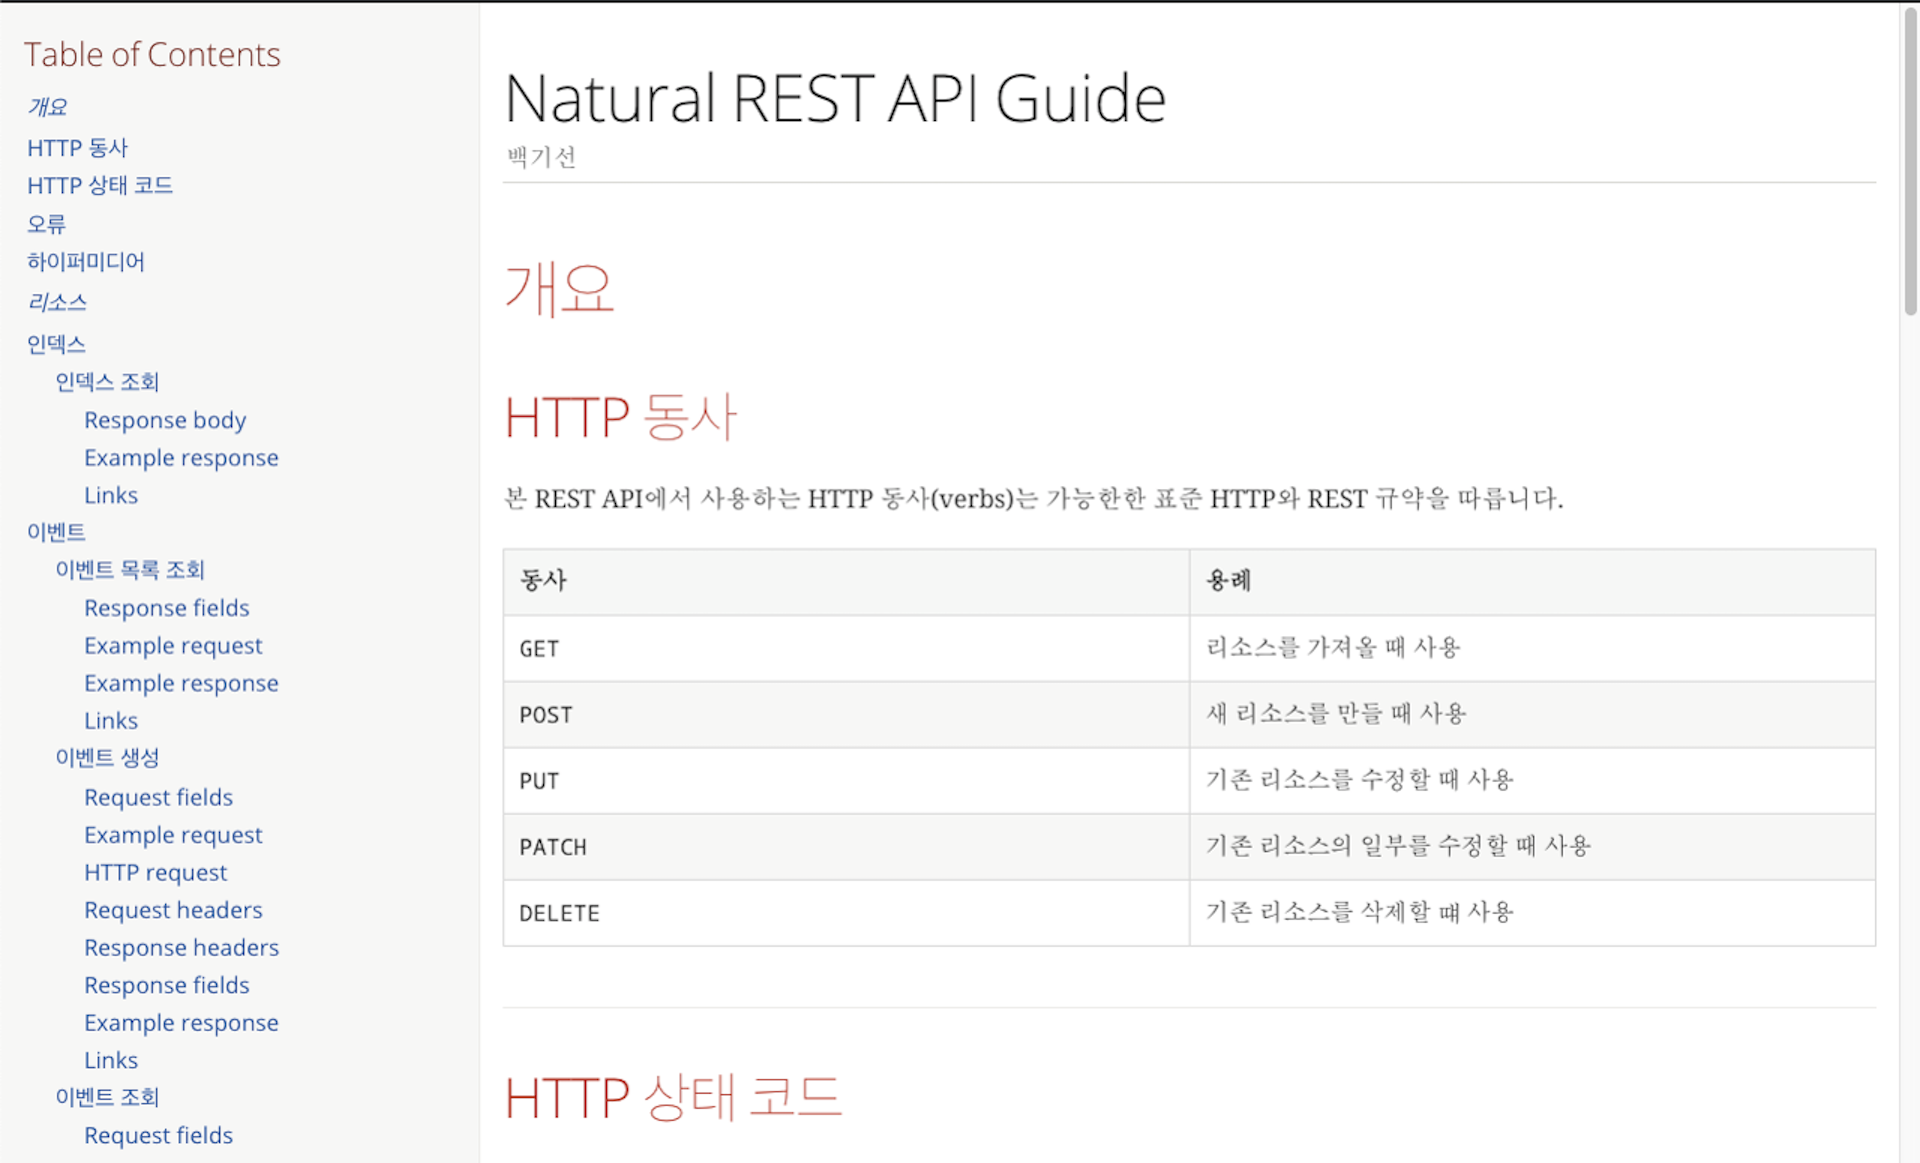 Table of Contents
개요
HTTP 동사
HTTP 상태 코드
오류
하이퍼미디어
리소스
인덱스
인덱스 조회
Response body
Example response
Links
이벤트
이벤트 목록 조회
Response fields
Example request
Example response
Links
이벤트 생성
Request fields
Example request
HTTP request
Request headers
Response headers
Response fields
Example response
Links
이벤트 조회
Request fields
Natural REST API Guide
백기선
개요
HTTP 동사
본 REST API에서 사용하는 HTTP 동사(verbs)는 가능한한 표준 HTTP와 REST 규약을 따릅니다.
동사 용례
GET 리소스를 가져올 때 사용
POST 새 리소스를 만들 때 사용
PUT 기존 리소스를 수정할 때 사용
PATCH 기존 리소스의 일부를 수정할 때 사용
DELETE 기존 리소스를 삭제할 떄 사용
HTTP 상태 코드